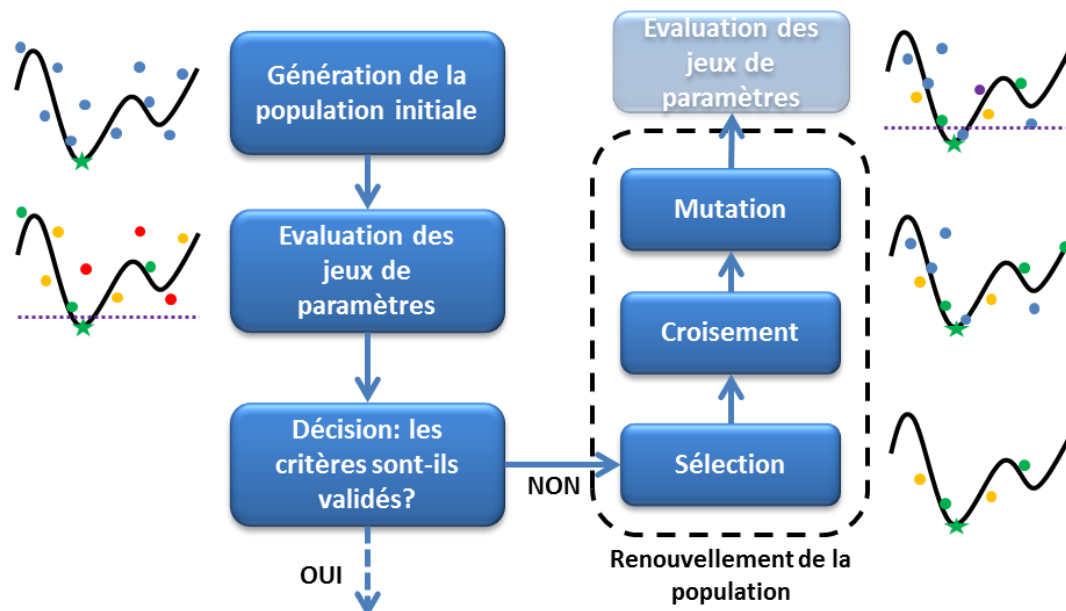 Génération de la
population initiale
Evaluation des
jeux de
paramètres
Décision: les
critères sont-ils
validés?
OUI
NON
Evaluation des
jeux de
paramètres
Mutation
Croisement
Sélection
Renouvellement de la
population